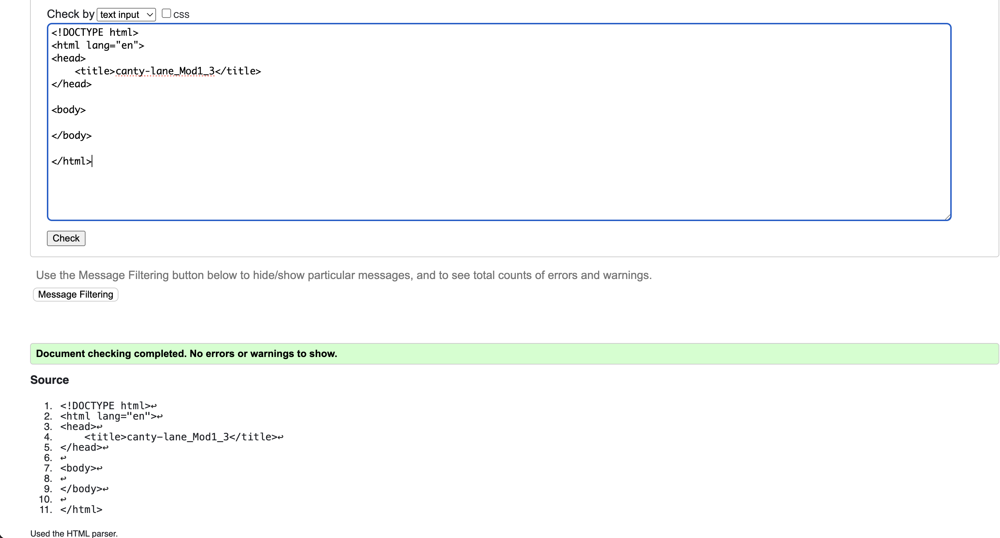 Check by text input css
<!DOCTYPE html>
<html lang="en">
<head>
    <title>canty-lane_Mod1_3</title>
</head>
<body>
</body>
</html>
Check
Use the Message Filtering button below to hide/show particular messages, and to see total counts of errors and warnings.
Message Filtering
Document checking completed. No errors or warnings to show.
Source
1. <!DOCTYPE html>↩
2. <html lang="en">↩
3. <head>↩
4.     <title>canty-lane_Mod1_3</title>↩
5. </head>↩
6. ↩
7. <body>↩
8. ↩
9. </body>↩
10. ↩
11. </html>
Used the HTML parser.